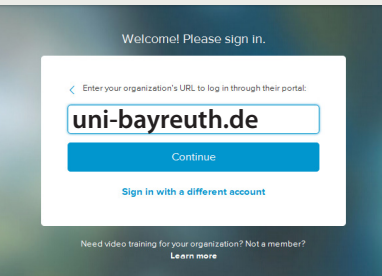 Welcome! Please sign in.
Enter your organization's URL to log in through their portal:
uni-bayreuth.de
Continue
Sign in with a different account
Need video training for your organization? Not a member?
Learn more